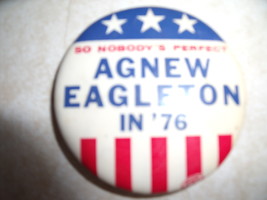 SO NOBODY'S PERFECT
AGNEW
EAGLETON
IN '76